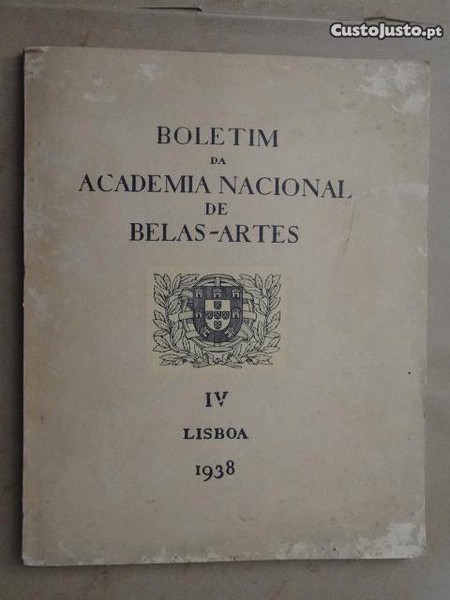 CustoJusto.pt
BOLETIM
DA
ACADEMIA NACIONAL
DE
BELAS-ARTES
IV
LISBOA
1938